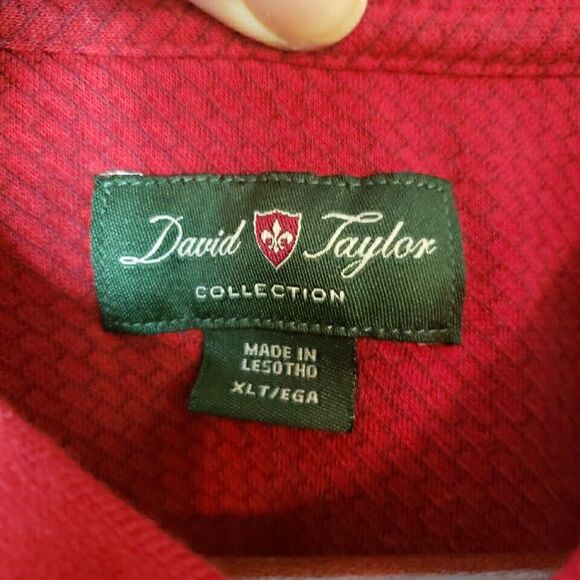 David Taylor
COLLECTION
MADE IN
LESOTHO
XLT/EGA